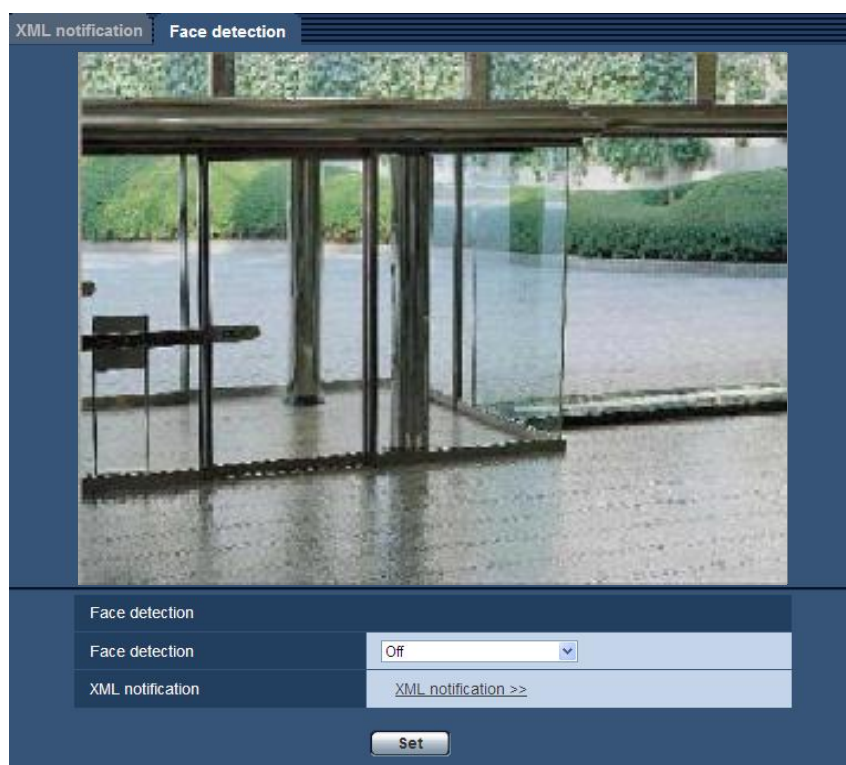 XML notification Face detection
Face detection
Face detection Off
XML notification XML notification >>
Set